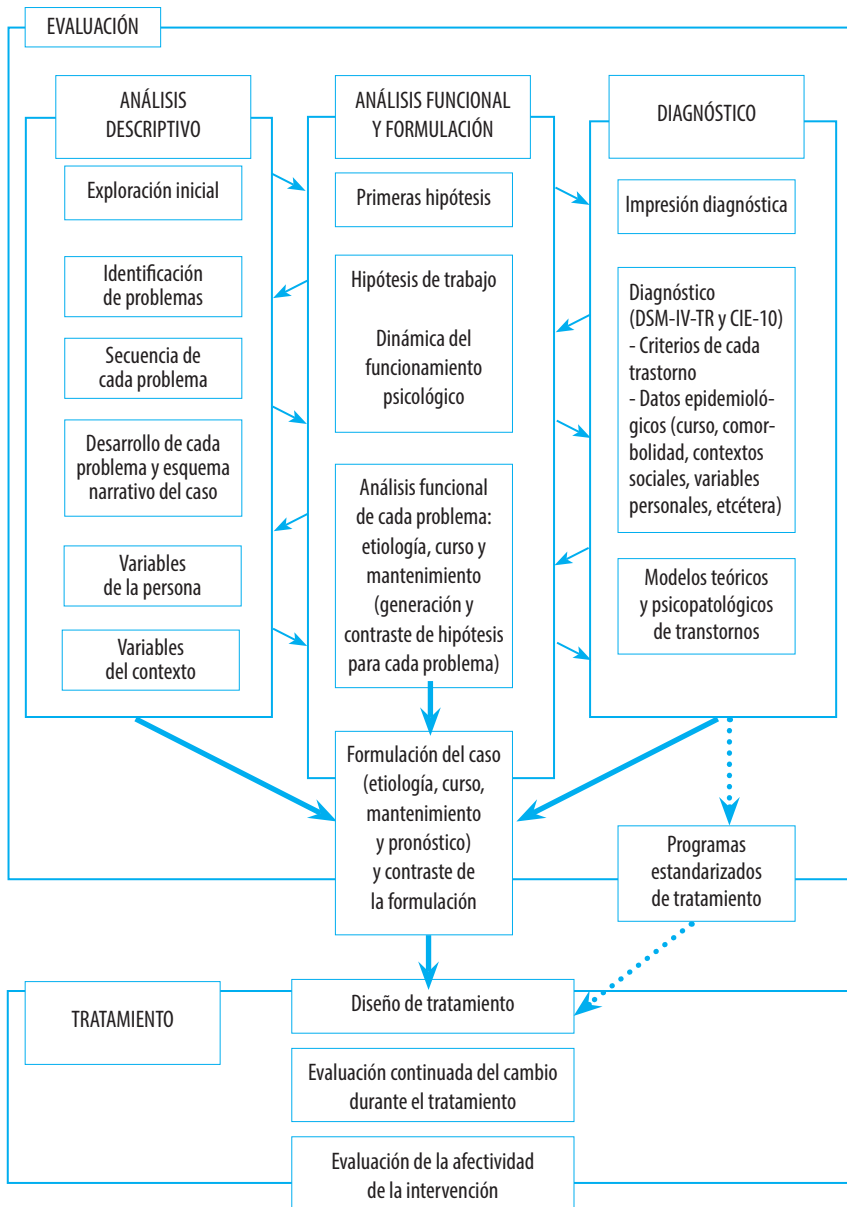 EVALUACIÓN
ANÁLISIS
DESCRIPTIVO
Exploración inicial
Identificación
de problemas
Secuencia de
cada problema
Desarrollo de cada
problema y esquema
narrativo del caso
Variables
de la persona
Variables
del contexto
ANÁLISIS FUNCIONAL
Y FORMULACIÓN
Primeras hipótesis
Hipótesis de trabajo
Dinámica del
funcionamiento
psicológico
Análisis funcional
de cada problema:
etiología, curso y
mantenimiento
(generación y
contraste de hipótesis
para cada problema)
Formulación del caso
(etiología, curso,
mantenimiento
y pronóstico)
y contraste de
la formulación
DIAGNÓSTICO
Impresión diagnóstica
Diagnóstico
(DSM-IV-TR y CIE-10)
- Criterios de cada
trastorno
- Datos epidemioló-
gicos (curso, comor-
bolidad, contextos
sociales, variables
personales, etcétera)
Modelos teóricos
y psicopatológicos
de transtornos
Programas
estandarizados
de tratamiento
TRATAMIENTO
Diseño de tratamiento
Evaluación continuada del cambio
durante el tratamiento
Evaluación de la afectividad
de la intervención